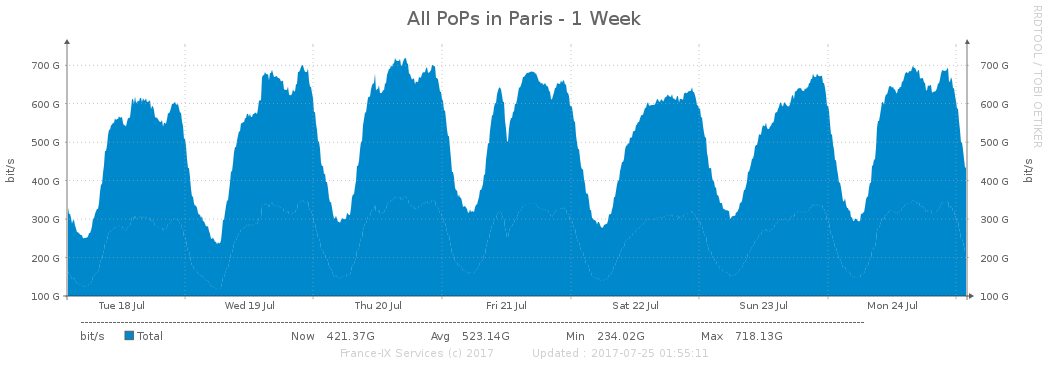 All PoPs in Paris - 1 Week
RRDTOOL / TOBI OETIKER
bit/s
700 G 700 G
600 G 600 G
500 G 500 G
400 G 400 G
300 G 300 G
200 G 200 G
100 G 100 G
bit/s
Tue 18 Jul Wed 19 Jul Thu 20 Jul Fri 21 Jul Sat 22 Jul Sun 23 Jul Mon 24 Jul
bit/s Total Now 421.37G Avg 523.14G Min 234.02G Max 718.13G
France-IX Services (c) 2017 Updated : 2017-07-25 01:55:11